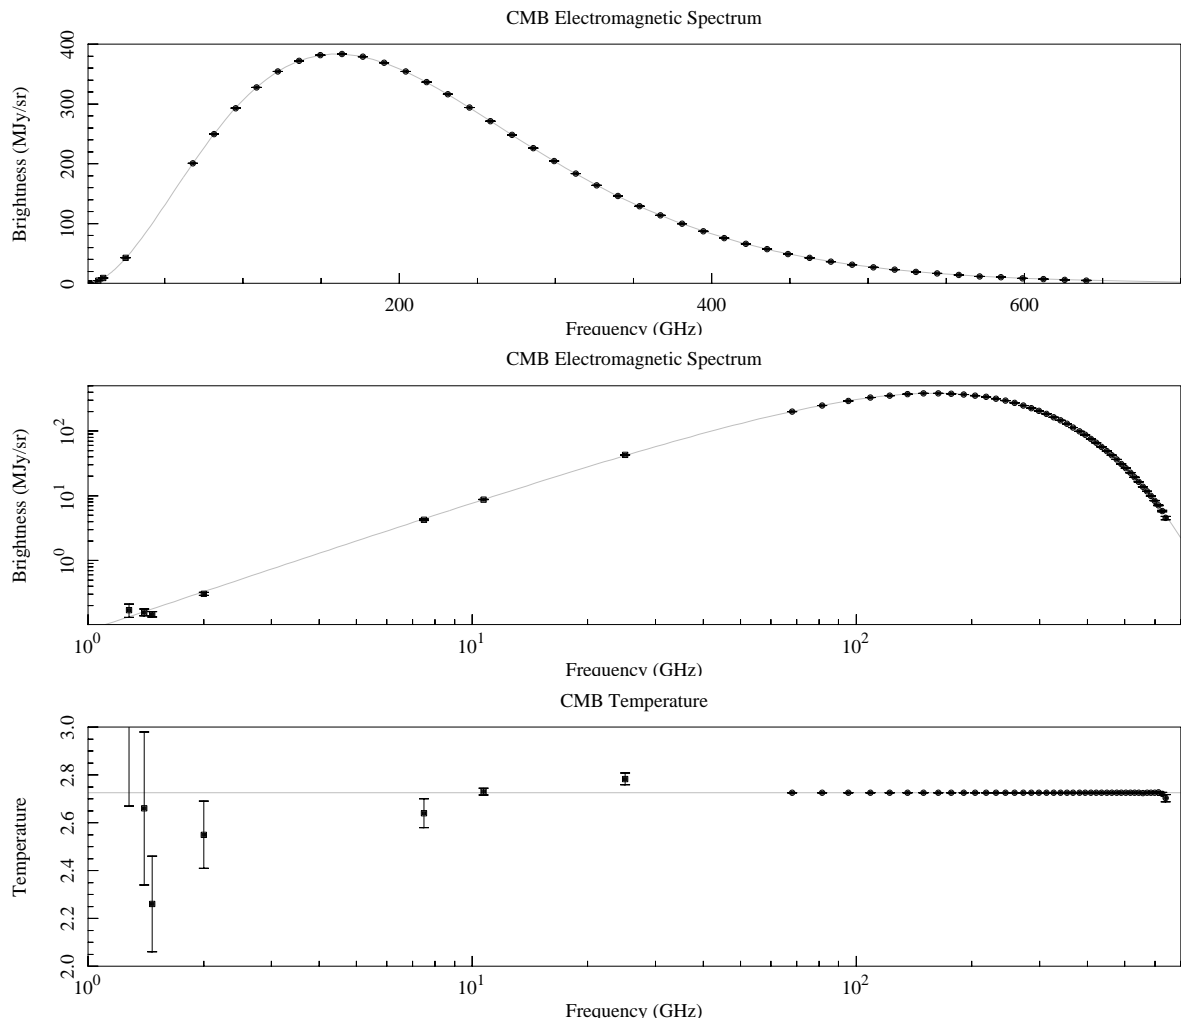 CMB Electromagnetic Spectrum
Brightness (MJy/sr)
400
300
200
100
0
200 400 600
Frequency (GHz)
CMB Electromagnetic Spectrum
Brightness (MJy/sr)
10²
10¹
10⁰
10⁰ 10¹ 10²
Frequency (GHz)
CMB Temperature
Temperature
3.0
2.8
2.6
2.4
2.2
2.0
10⁰ 10¹ 10²
Frequency (GHz)